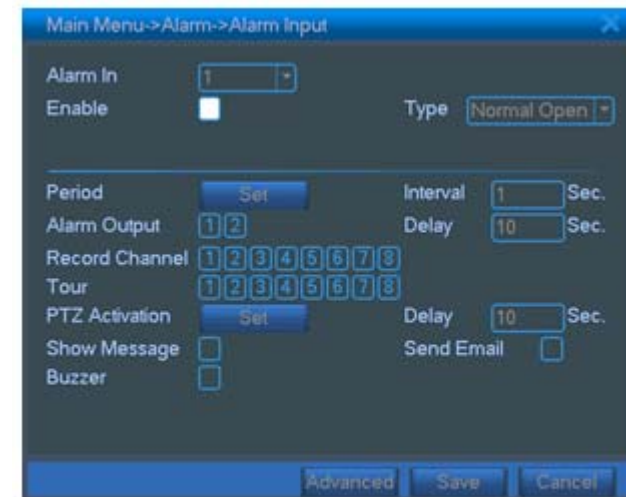 Main Menu->Alarm->Alarm Input
Alarm In 1
Enable Type Normal Open
Period Set Interval 1 Sec.
Alarm Output 1 2 Delay 10 Sec.
Record Channel 1 2 3 4 5 6 7 8
Tour 1 2 3 4 5 6 7 8
PTZ Activation Set Delay 10 Sec.
Show Message Send Email
Buzzer
Advanced Save Cancel